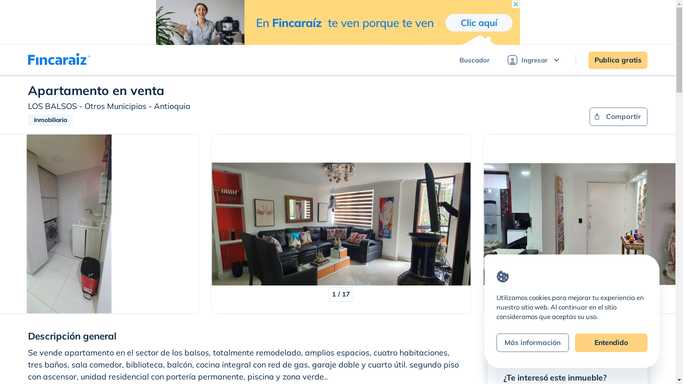 En Fincaraíz te ven porque te ven
Clic aquí
Fincaraiz
Buscador
Ingresar
Publica gratis
Apartamento en venta
LOS BALSOS - Otros Municipios - Antioquia
Inmobiliaria
Compartir
1 / 17
Utilizamos cookies para mejorar tu experiencia en
nuestro sitio web. Al continuar en el sitio
consideramos que aceptas su uso.
Más información
Entendido
Descripción general
Se vende apartamento en el sector de los balsos, totalmente remodelado, amplios espacios, cuatro habitaciones,
tres baños, sala comedor, biblioteca, balcón, cocina integral con red de gas, garaje doble y cuarto útil. segundo piso
con ascensor, unidad residencial con portería permanente, piscina y zona verde..
¿Te interesó este inmueble?